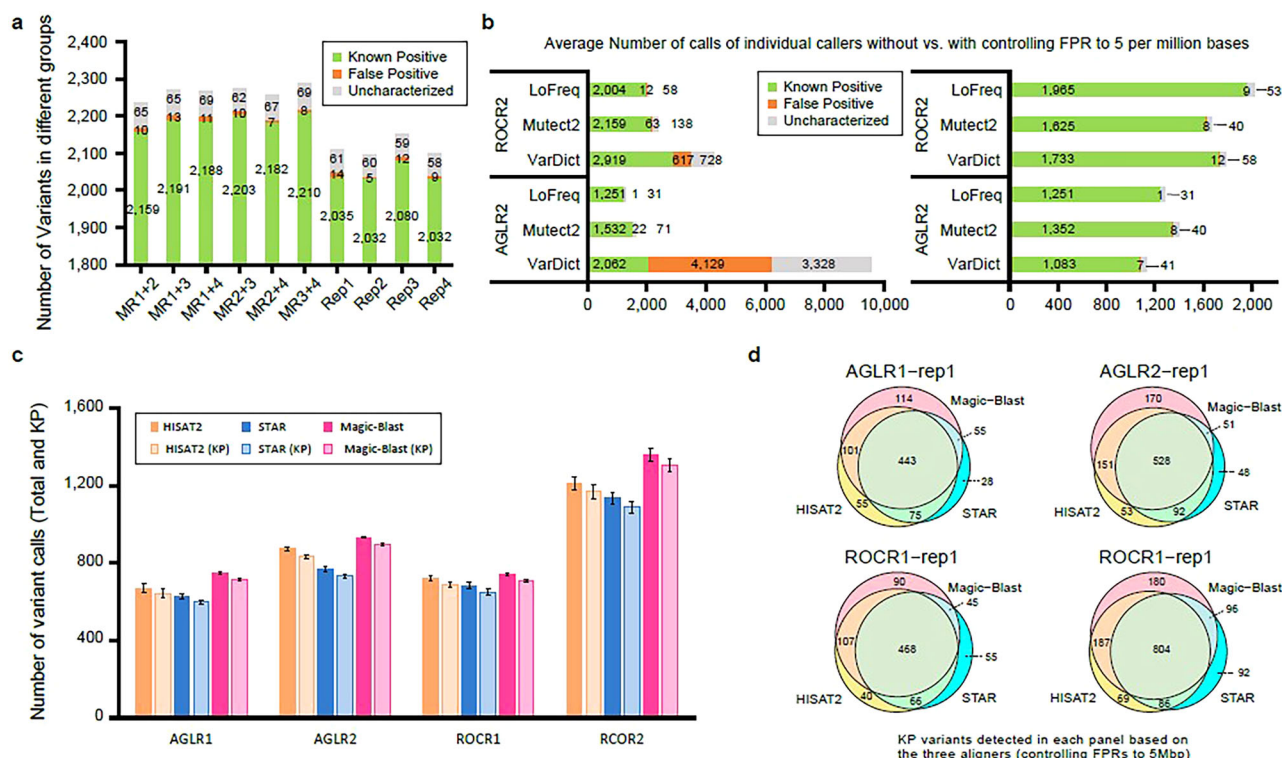 a
Number of Variants in different groups
2,400
2,300
2,200
2,100
2,000
1,900
1,800
Known Positive
False Positive
Uncharacterized
65 65 69 62 67 69 61 60 59 58
10 13 11 10 7 8 14 5 12 9
2,159 2,191 2,188 2,203 2,182 2,210 2,035 2,032 2,080 2,032
MR1+2 MR1+3 MR1+4 MR2+3 MR2+4 MR3+4 Rep1 Rep2 Rep3 Rep4
b
Average Number of calls of individual callers without vs. with controlling FPR to 5 per million bases
ROCR2
LoFreq 2,004 12 58
Mutect2 2,159 63 138
VarDict 2,919 617 728
AGLR2
LoFreq 1,251 1 31
Mutect2 1,532 22 71
VarDict 2,062 4,129 3,328
0 2,000 4,000 6,000 8,000 10,000
Known Positive
False Positive
Uncharacterized
ROCR2
LoFreq 1,965 9 53
Mutect2 1,625 8 40
VarDict 1,733 12 58
AGLR2
LoFreq 1,251 1 31
Mutect2 1,352 8 40
VarDict 1,083 7 41
0 400 800 1,200 1,600 2,000
c
Number of variant calls (Total and KP)
1,600
1,200
800
400
0
HISAT2 STAR Magic-Blast
HISAT2 (KP) STAR (KP) Magic-Blast (KP)
AGLR1 AGLR2 ROCR1 RCOR2
d
AGLR1-rep1
114
Magic-Blast
55
101
443
28
55
75
HISAT2
STAR
AGLR2-rep1
170
Magic-Blast
51
151
528
48
53
92
HISAT2
STAR
ROCR1-rep1
90
Magic-Blast
45
107
468
55
40
66
HISAT2
STAR
ROCR1-rep1
180
Magic-Blast
96
187
804
92
69
86
HISAT2
STAR
KP variants detected in each panel based on
the three aligners (controlling FPRs to 5Mbp)